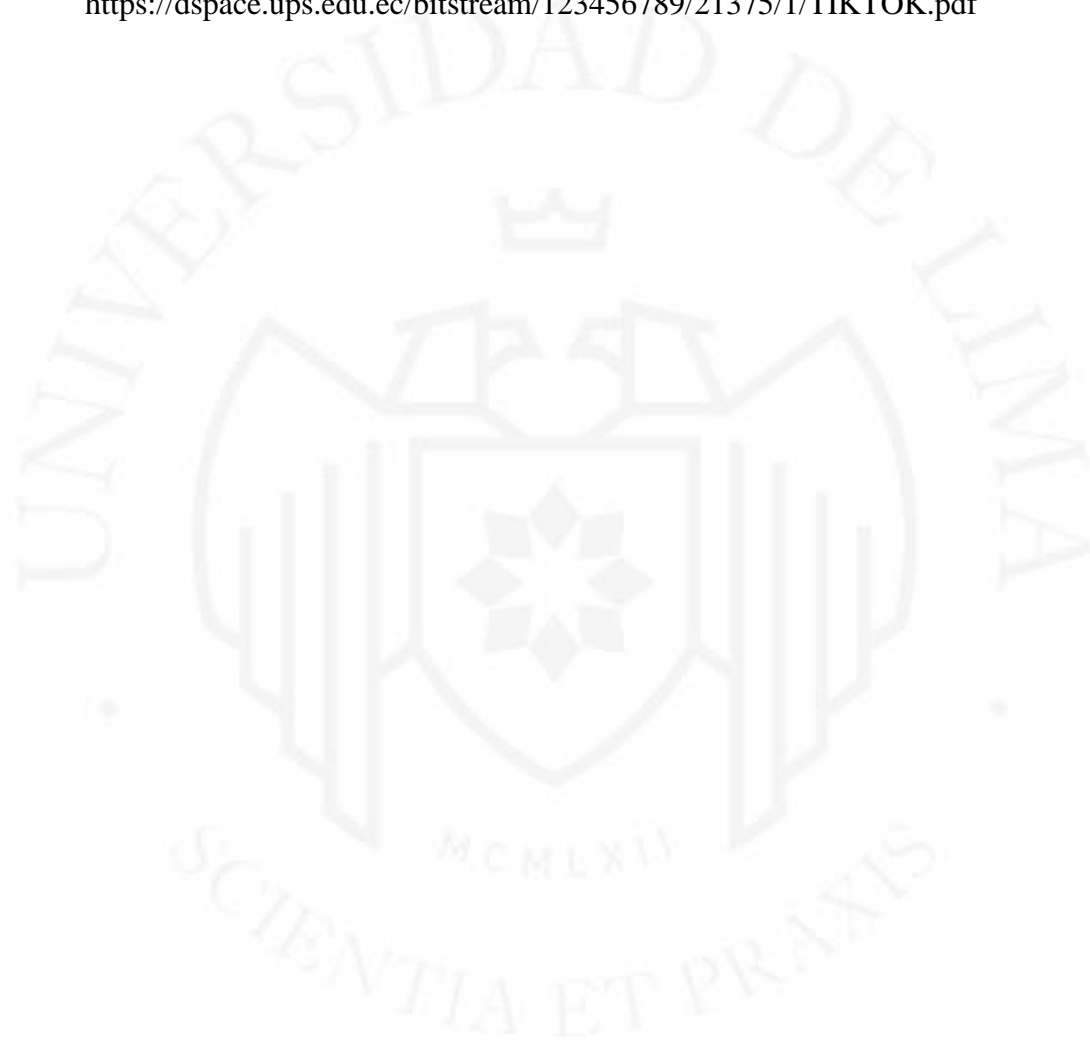 https://dspace.ups.edu.ec/bitstream/123456789/21375/1/TIKTOK.pdf
UNIVERSIDAD DE LIMA
MCMLXII
SCIENTIA ET PRAXIS